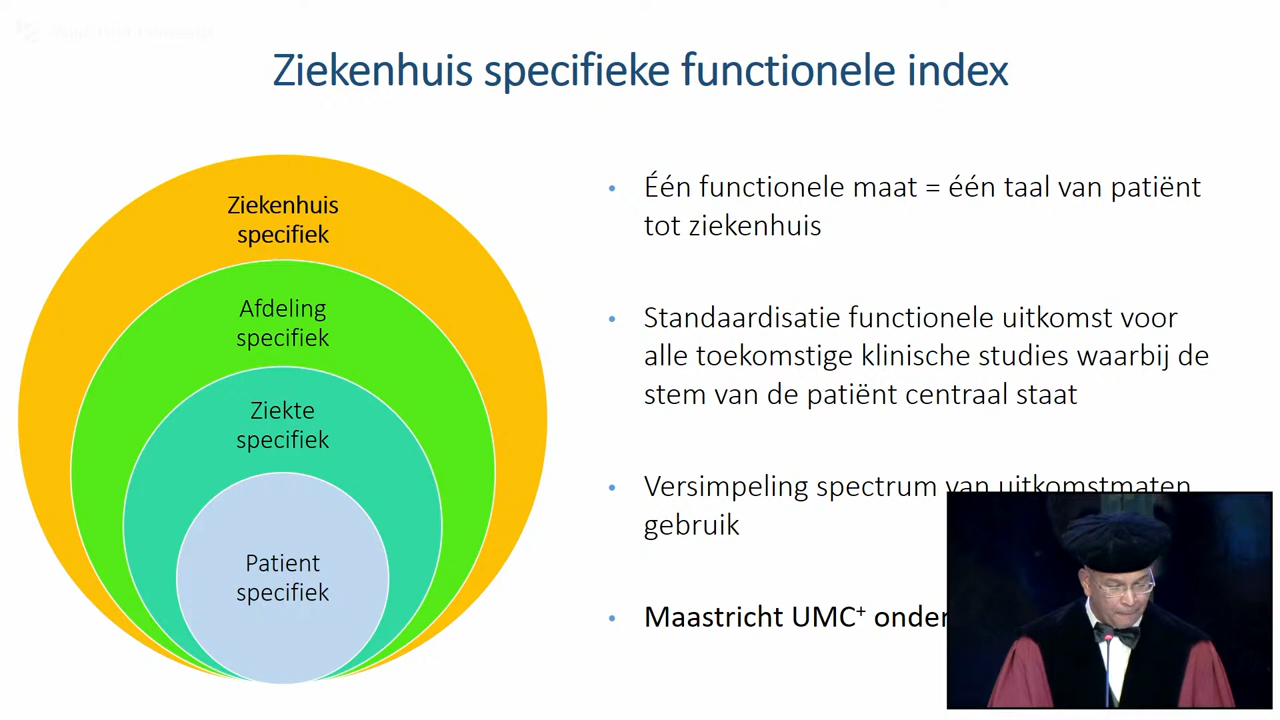 Ziekenhuis specifieke functionele index
Ziekenhuis
specifiek
Afdeling
specifiek
Ziekte
specifiek
Patient
specifiek
• Één functionele maat = één taal van patiënt
tot ziekenhuis
• Standaardisatie functionele uitkomst voor
alle toekomstige klinische studies waarbij de
stem van de patiënt centraal staat
• Versimpeling spectrum van uitkomstmaten
gebruik
• Maastricht UMC⁺